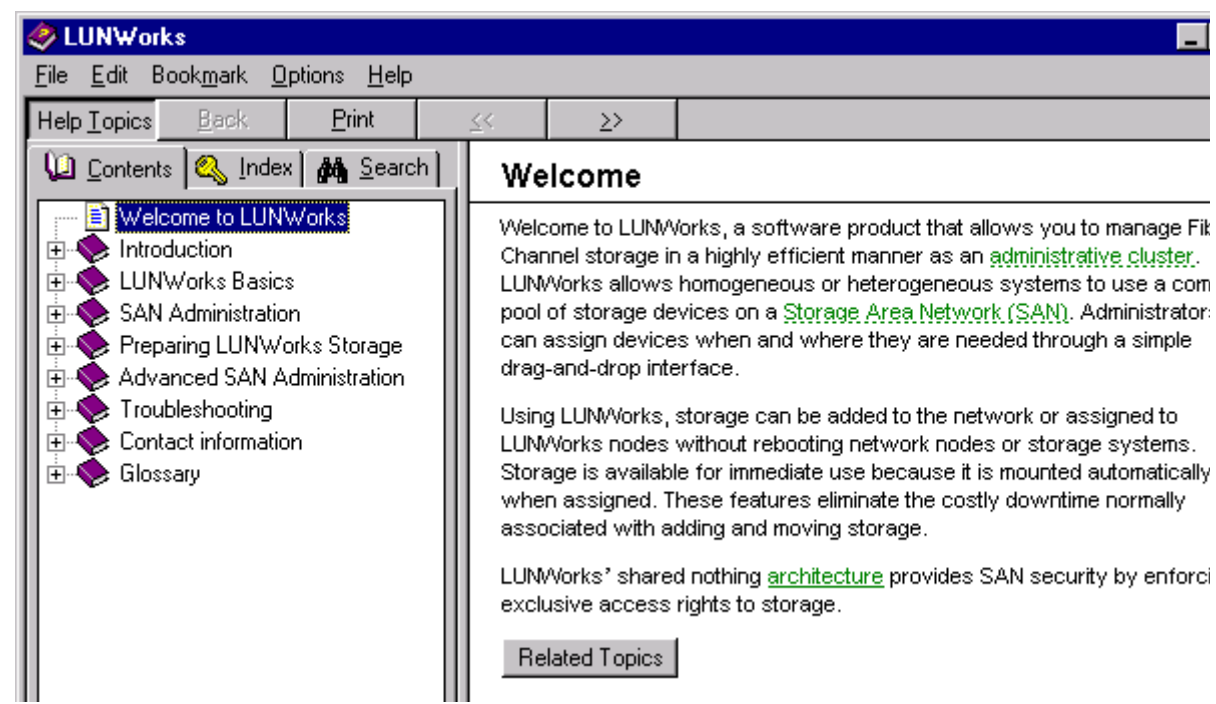 LUNWorks
File Edit Bookmark Options Help
Help Topics Back Print << >>
Contents Index Search
Welcome to LUNWorks
Introduction
LUNWorks Basics
SAN Administration
Preparing LUNWorks Storage
Advanced SAN Administration
Troubleshooting
Contact information
Glossary
Welcome
Welcome to LUNWorks, a software product that allows you to manage
Channel storage in a highly efficient manner as an administrative cluster.
LUNWorks allows homogeneous or heterogeneous systems to use a
pool of storage devices on a Storage Area Network (SAN). Administrators
can assign devices when and where they are needed through a simple
drag-and-drop interface.
Using LUNWorks, storage can be added to the network or assigned to
LUNWorks nodes without rebooting network nodes or storage systems.
Storage is available for immediate use because it is mounted automatically
when assigned. These features eliminate the costly downtime normally
associated with adding and moving storage.
LUNWorks' shared nothing architecture provides SAN security by
exclusive access rights to storage.
Related Topics